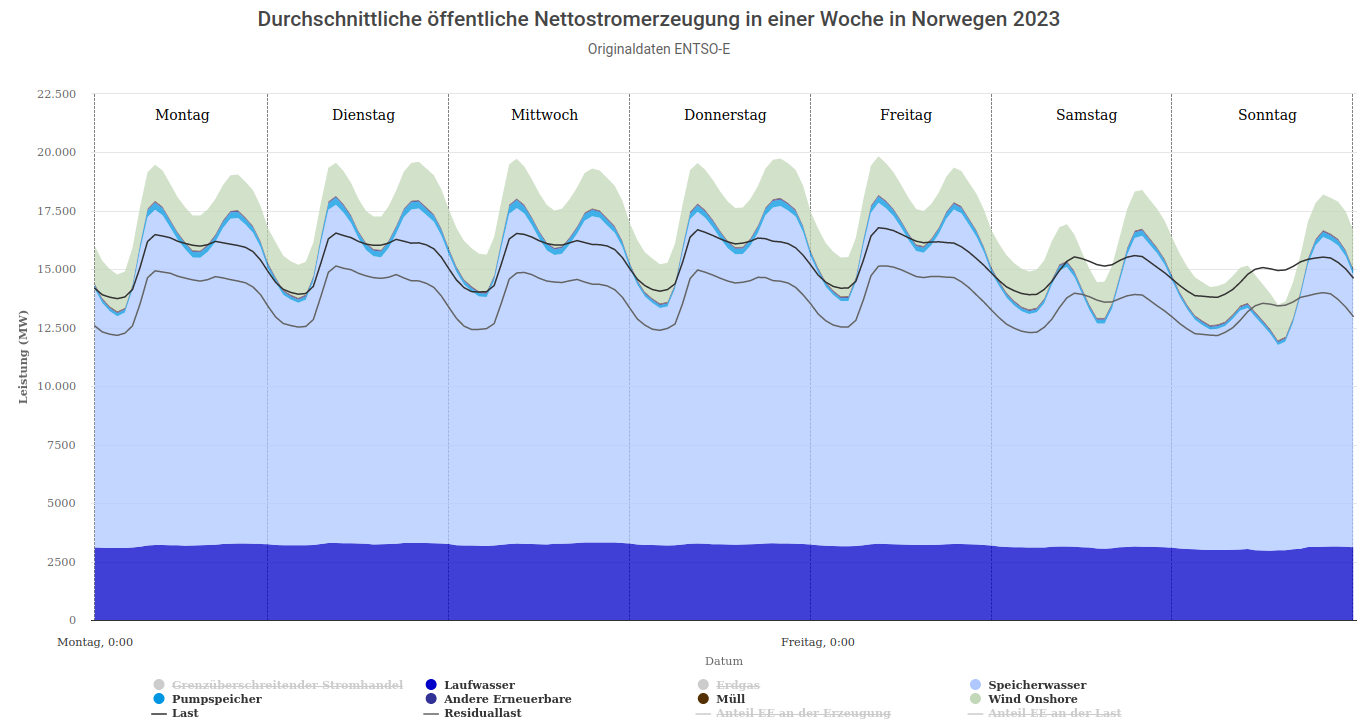 Durchschnittliche öffentliche Nettostromerzeugung in einer Woche in Norwegen 2023
Originaldaten ENTSO-E
22.500
Montag Dienstag Mittwoch Donnerstag Freitag Samstag Sonntag
20.000
17.500
15.000
12.500
10.000
7500
5000
2500
0
Leistung (MW)
Montag, 0:00 Freitag, 0:00
Datum
Grenzüberschreitender Stromhandel Laufwasser Erdgas Speicherwasser
Pumpspeicher Andere Erneuerbare Müll Wind Onshore
Last Residuallast Anteil EE an der Erzeugung Anteil EE an der Last